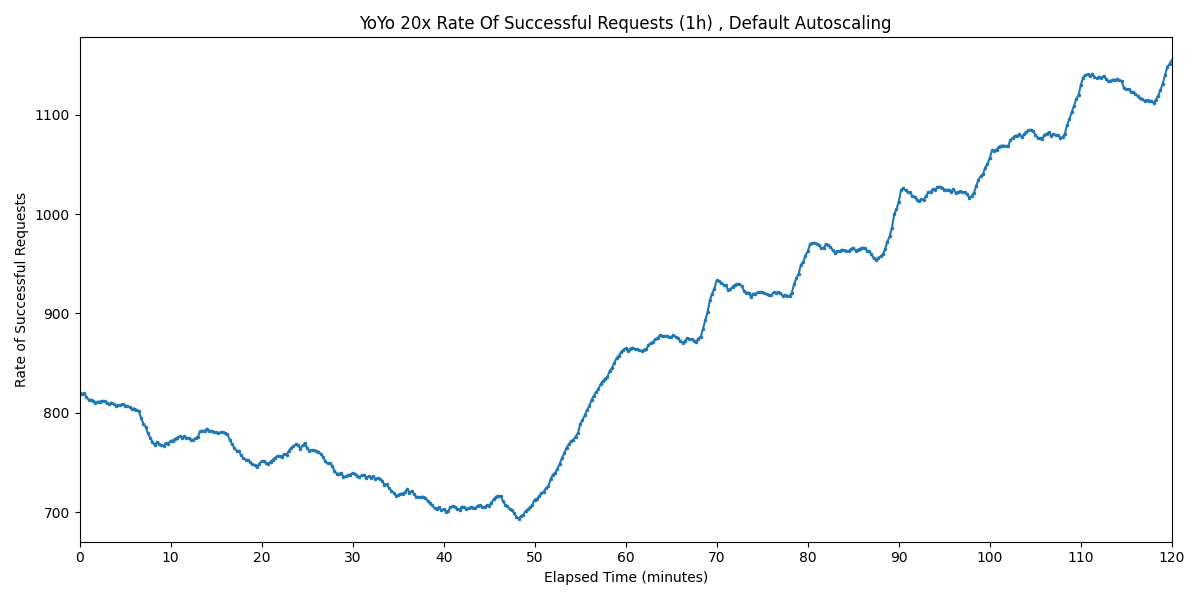 YoYo 20x Rate Of Successful Requests (1h) , Default Autoscaling
Rate of Successful Requests
1100
1000
900
800
700
0 10 20 30 40 50 60 70 80 90 100 110 120
Elapsed Time (minutes)